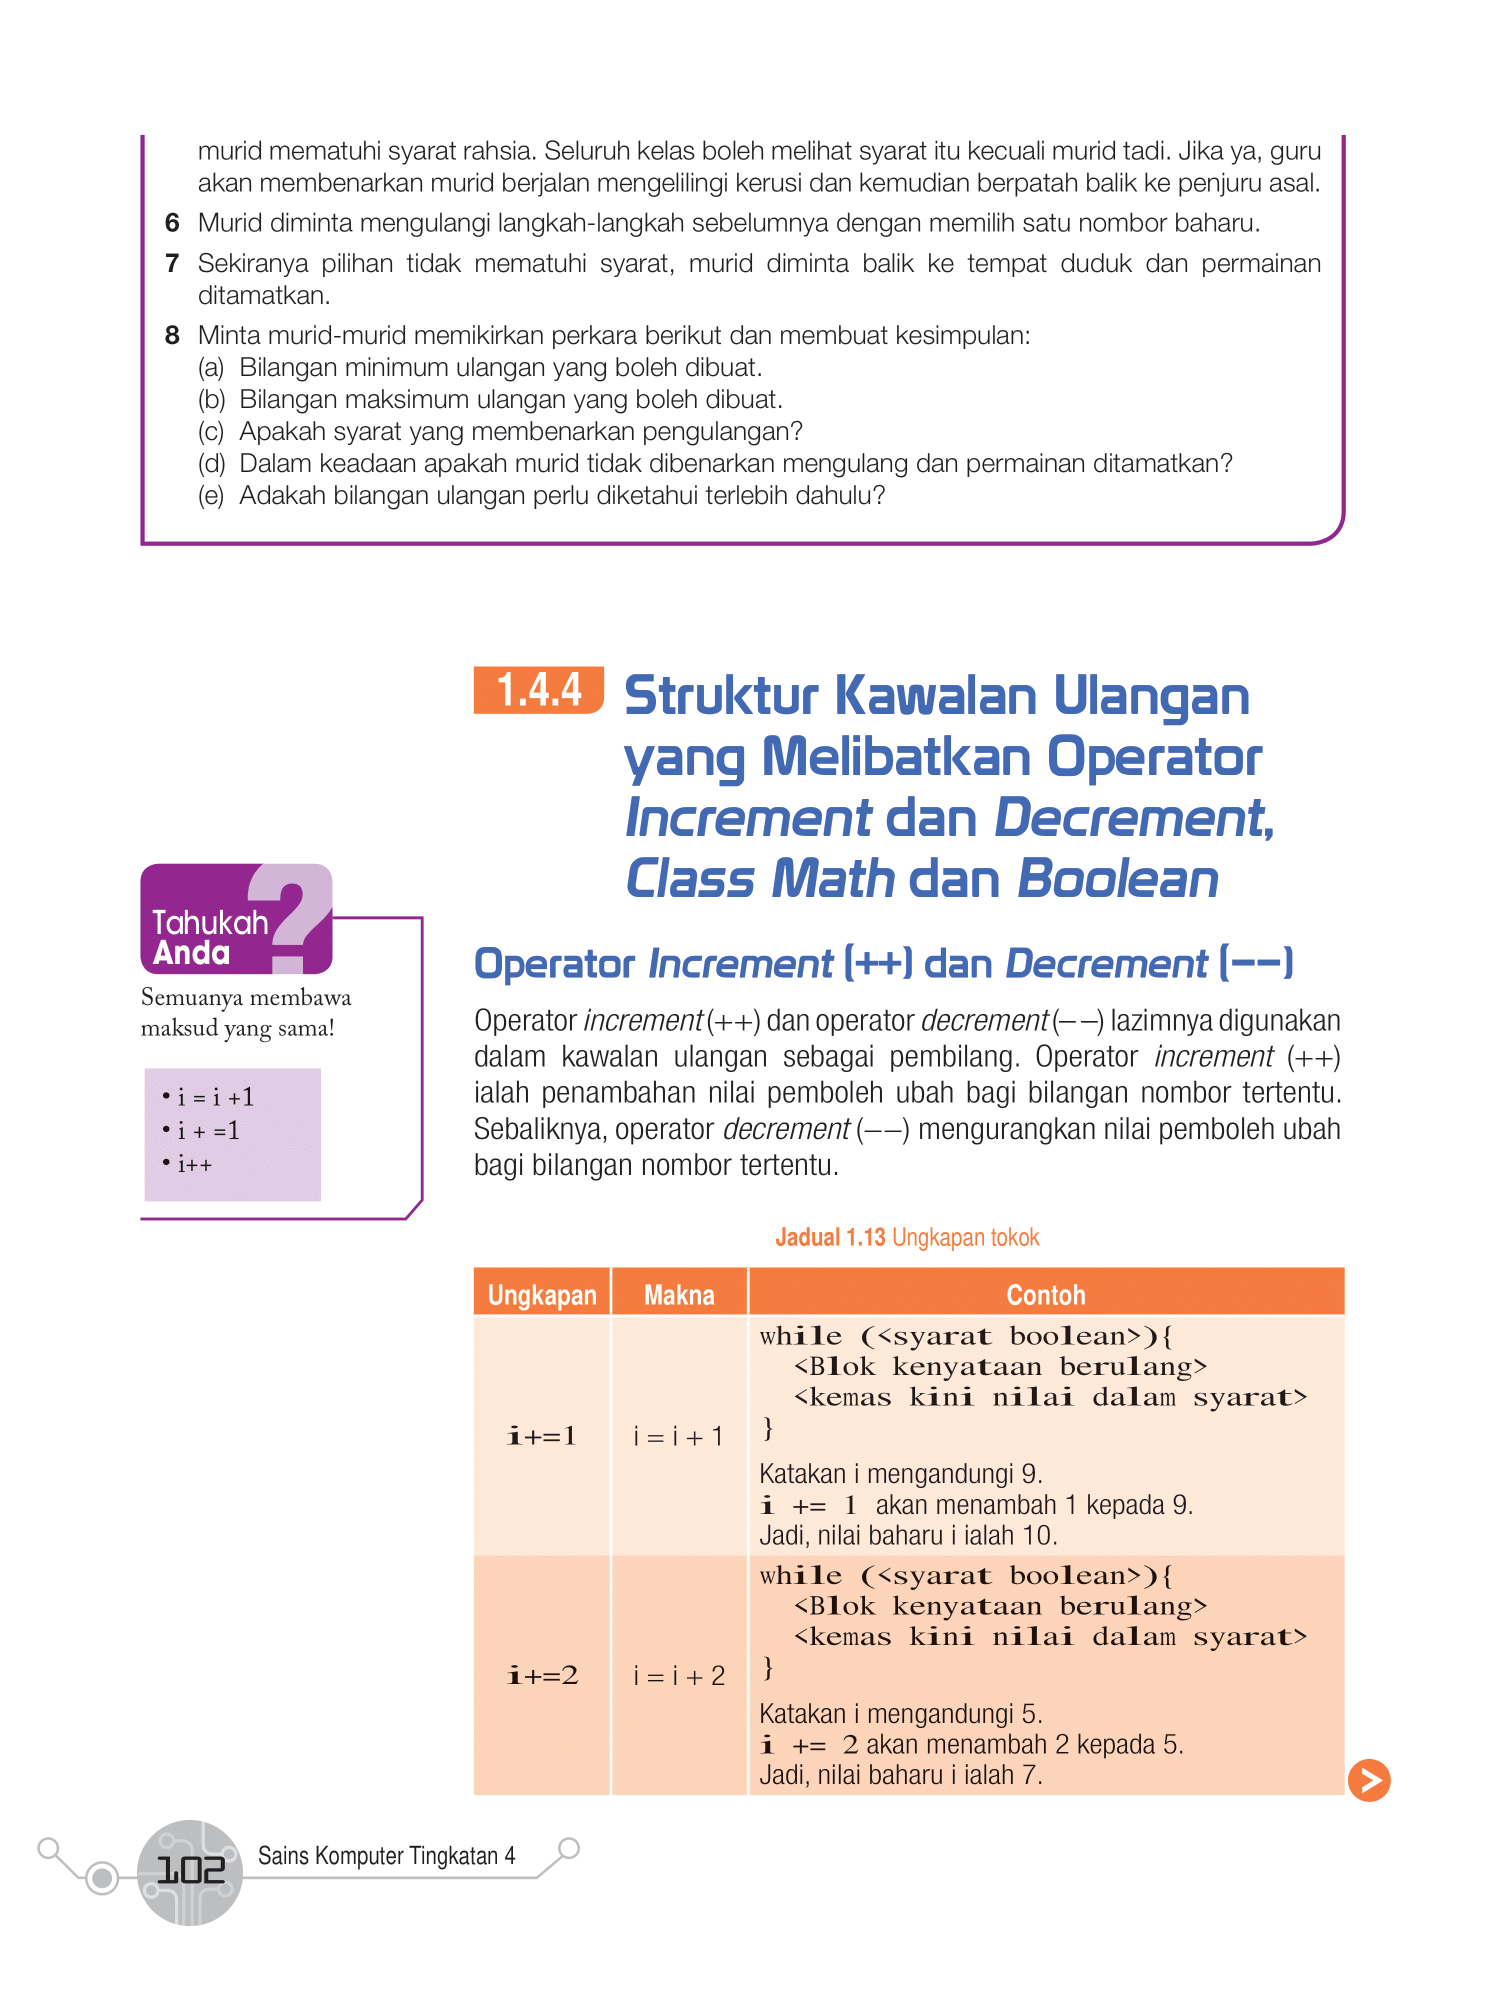 murid mematuhi syarat rahsia. Seluruh kelas boleh melihat syarat itu kecuali murid tadi. Jika ya, guru
akan membenarkan murid berjalan mengelilingi kerusi dan kemudian berpatah balik ke penjuru asal.
6 Murid diminta mengulangi langkah-langkah sebelumnya dengan memilih satu nombor baharu.
7 Sekiranya pilihan tidak mematuhi syarat, murid diminta balik ke tempat duduk dan permainan
ditamatkan.
8 Minta murid-murid memikirkan perkara berikut dan membuat kesimpulan:
(a) Bilangan minimum ulangan yang boleh dibuat.
(b) Bilangan maksimum ulangan yang boleh dibuat.
(c) Apakah syarat yang membenarkan pengulangan?
(d) Dalam keadaan apakah murid tidak dibenarkan mengulang dan permainan ditamatkan?
(e) Adakah bilangan ulangan perlu diketahui terlebih dahulu?
1.4.4 Struktur Kawalan Ulangan
yang Melibatkan Operator
Increment dan Decrement,
Class Math dan Boolean
Tahukah
Anda ?
Semuanya membawa
maksud yang sama!
• i = i +1
• i + =1
• i++
Operator Increment (++) dan Decrement (−−)
Operator increment (++) dan operator decrement (− −) lazimnya digunakan
dalam kawalan ulangan sebagai pembilang. Operator increment (++)
ialah penambahan nilai pemboleh ubah bagi bilangan nombor tertentu.
Sebaliknya, operator decrement (−−) mengurangkan nilai pemboleh ubah
bagi bilangan nombor tertentu.
Jadual 1.13 Ungkapan tokok
Ungkapan Makna Contoh
i+=1 i = i + 1
while (<syarat boolean>){
<Blok kenyataan berulang>
<kemas kini nilai dalam syarat>
}
Katakan i mengandungi 9.
i += 1 akan menambah 1 kepada 9.
Jadi, nilai baharu i ialah 10.
i+=2 i = i + 2
while (<syarat boolean>){
<Blok kenyataan berulang>
<kemas kini nilai dalam syarat>
}
Katakan i mengandungi 5.
i += 2 akan menambah 2 kepada 5.
Jadi, nilai baharu i ialah 7.
102 Sains Komputer Tingkatan 4